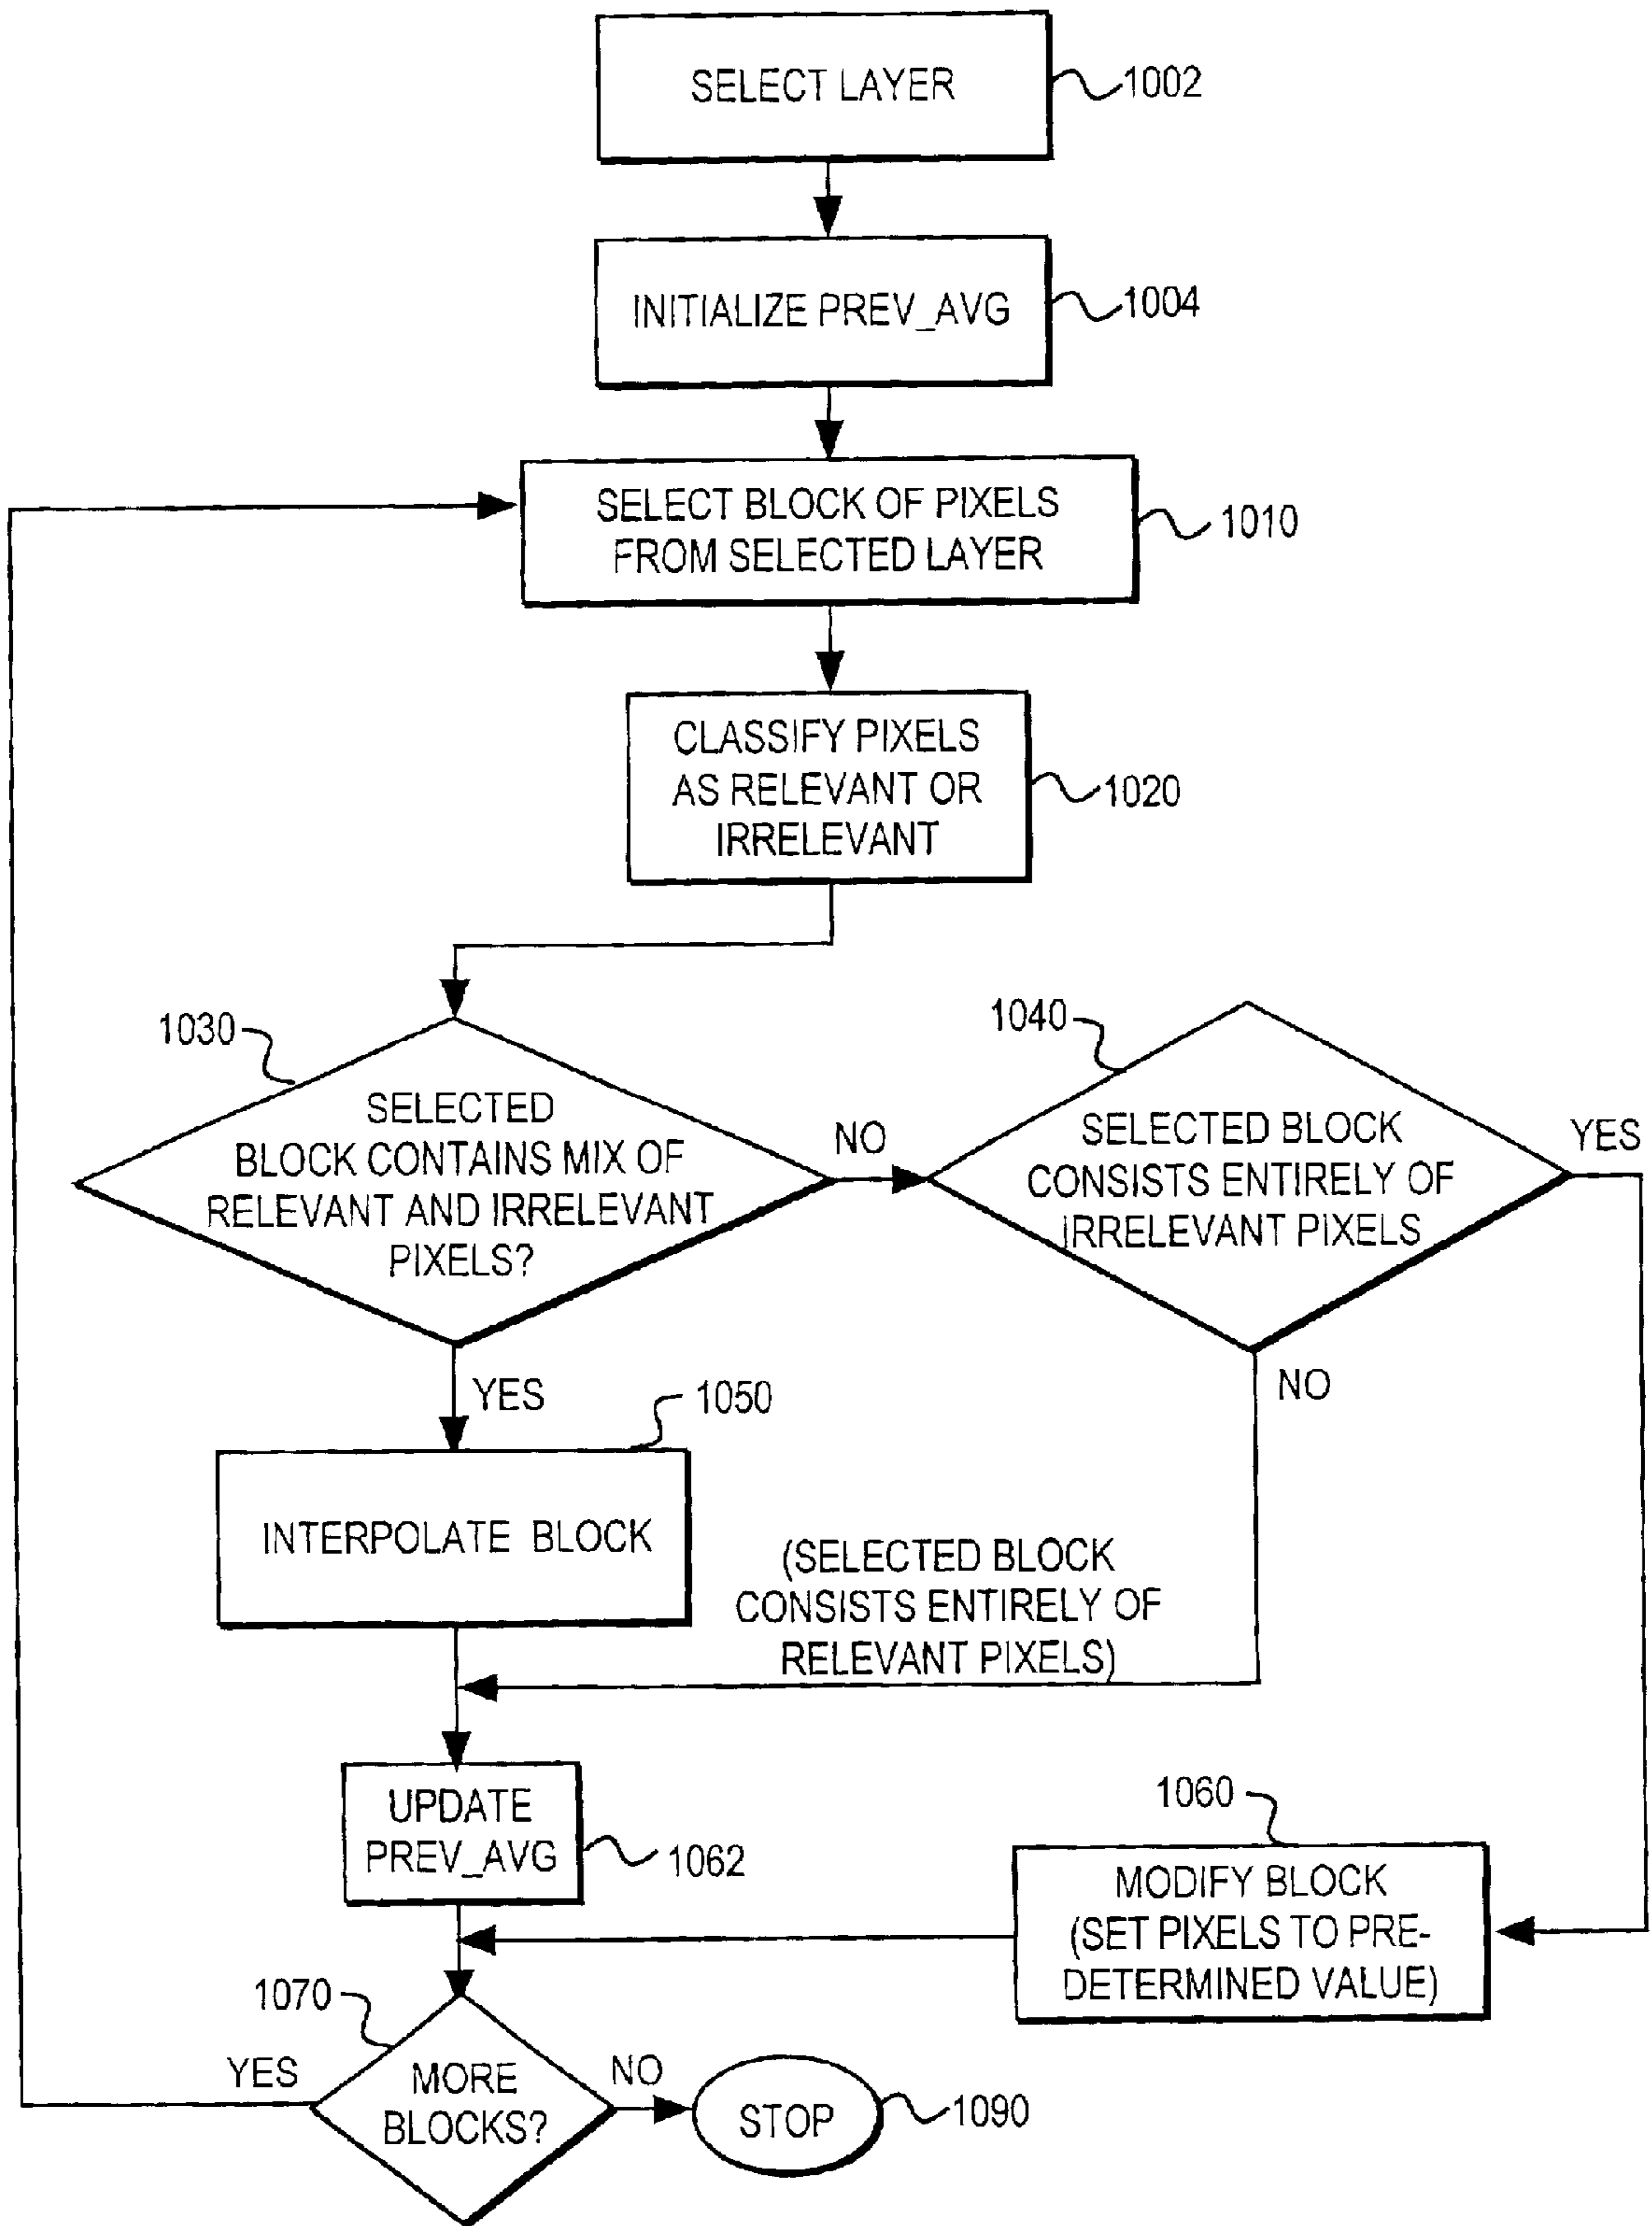 SELECT LAYER
1002
INITIALIZE PREV_AVG
1004
SELECT BLOCK OF PIXELS
FROM SELECTED LAYER
1010
CLASSIFY PIXELS
AS RELEVANT OR
IRRELEVANT
1020
1030
SELECTED
BLOCK CONTAINS MIX OF
RELEVANT AND IRRELEVANT
PIXELS?
NO
1040
SELECTED BLOCK
CONSISTS ENTIRELY OF
IRRELEVANT PIXELS
YES
YES
NO
1050
INTERPOLATE BLOCK
(SELECTED BLOCK
CONSISTS ENTIRELY OF
RELEVANT PIXELS)
UPDATE
PREV_AVG
1062
1060
MODIFY BLOCK
(SET PIXELS TO PRE-
DETERMINED VALUE)
1070
YES
MORE
BLOCKS?
NO
STOP
1090